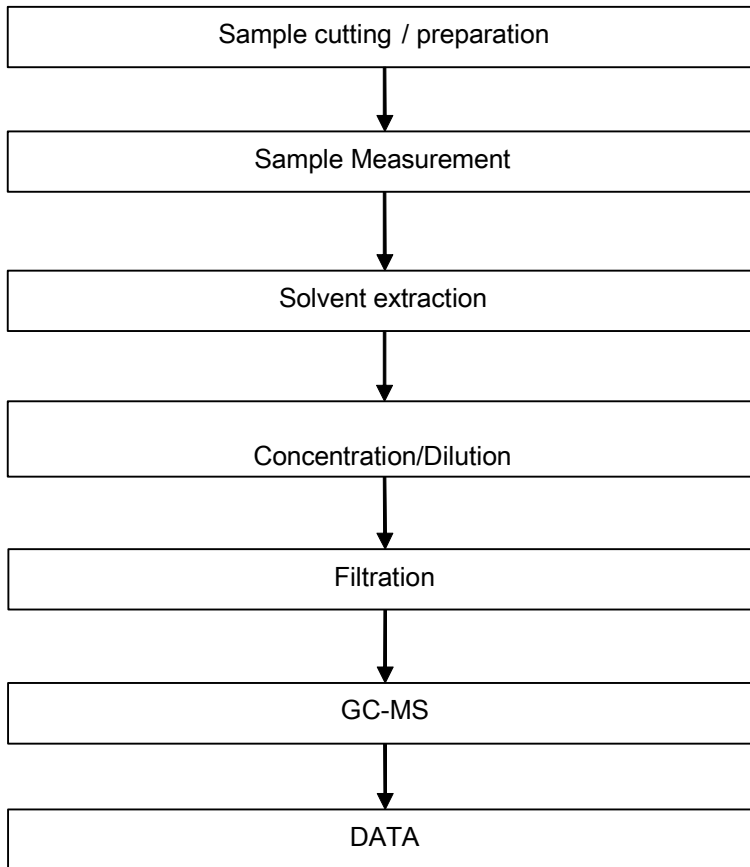 Sample cutting / preparation
Sample Measurement
Solvent extraction
Concentration/Dilution
Filtration
GC-MS
DATA